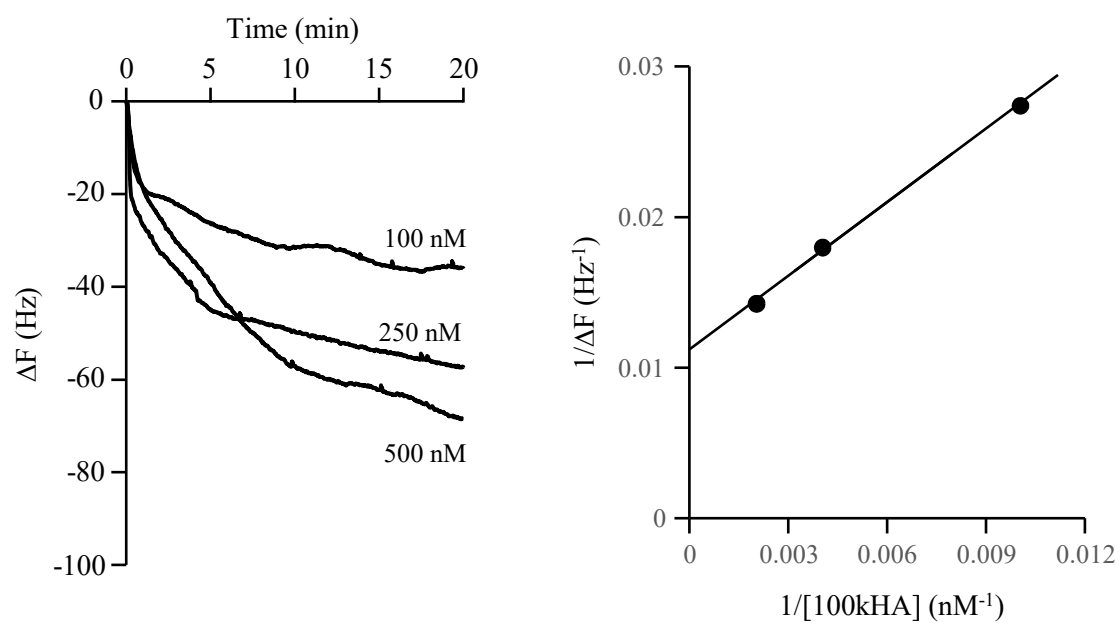 Time (min)
0 5 10 15 20
0
-20
-40
-60
-80
-100
ΔF (Hz)
100 nM
250 nM
500 nM
0.03
0.02
0.01
0
1/ΔF (Hz⁻¹)
0 0.003 0.006 0.009 0.012
1/[100kHA] (nM⁻¹)